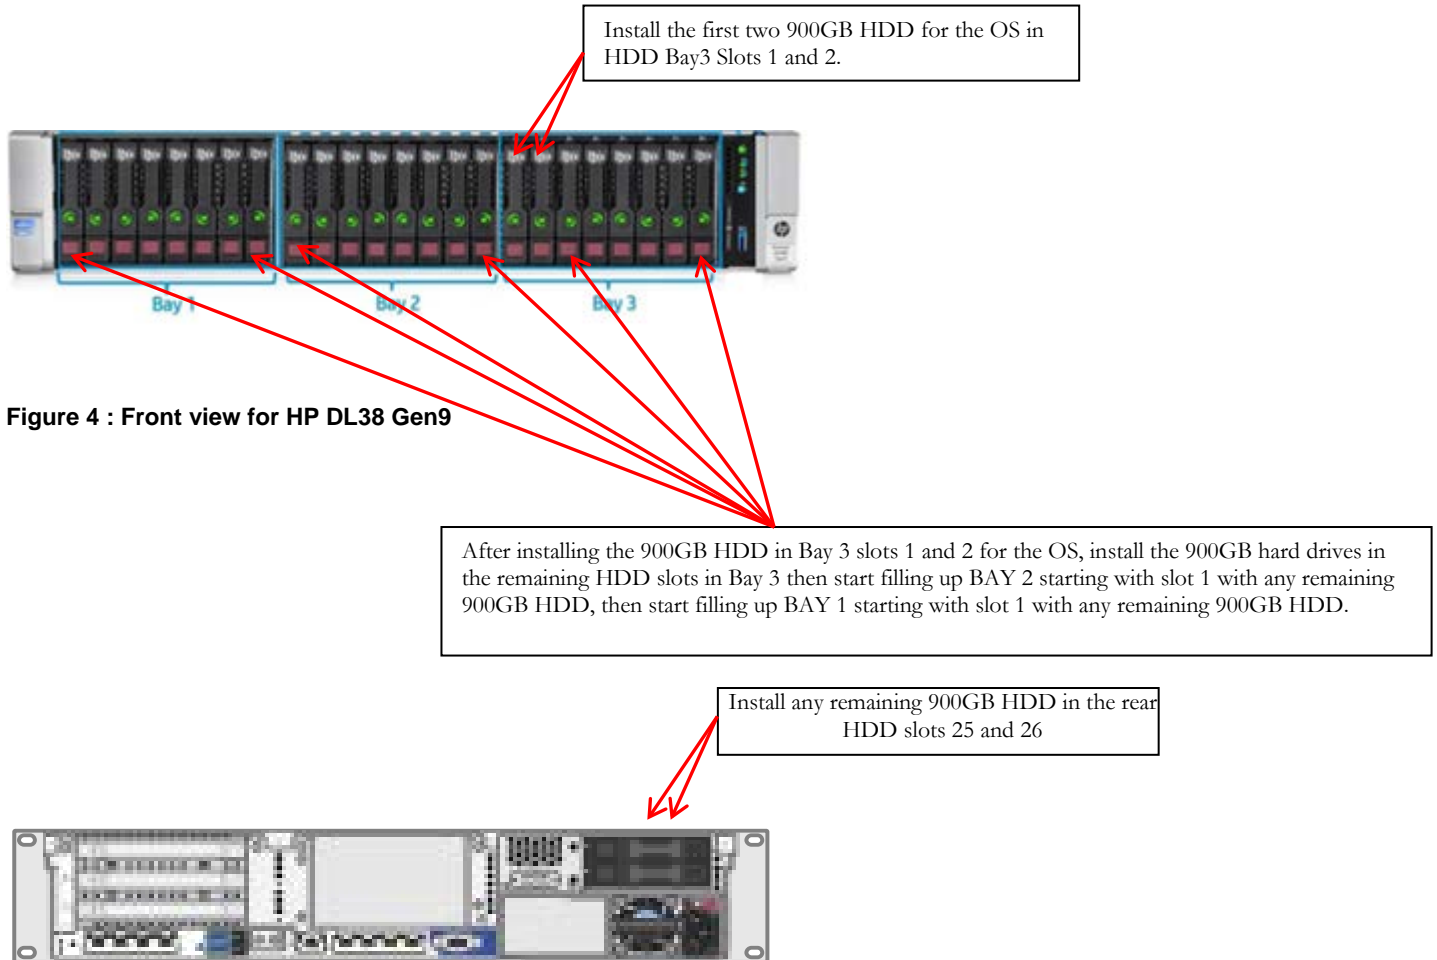 Install the first two 900GB HDD for the OS in
HDD Bay3 Slots 1 and 2.
Bay 1
Bay 2
Bay 3
Figure 4 : Front view for HP DL38 Gen9
After installing the 900GB HDD in Bay 3 slots 1 and 2 for the OS, install the 900GB hard drives in
the remaining HDD slots in Bay 3 then start filling up BAY 2 starting with slot 1 with any remaining
900GB HDD, then start filling up BAY 1 starting with slot 1 with any remaining 900GB HDD.
Install any remaining 900GB HDD in the rear
HDD slots 25 and 26